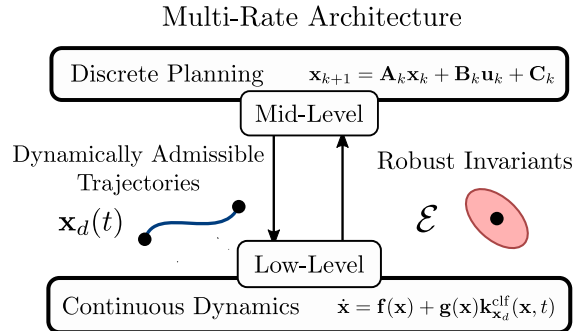 Multi-Rate Architecture
Discrete Planning x_{k+1} = A_k x_k + B_k u_k + C_k
Mid-Level
Dynamically Admissible
Trajectories
x_d(t)
Robust Invariants
ℰ
Low-Level
Continuous Dynamics ẋ = f(x) + g(x)k^{clf}_{x_d}(x, t)